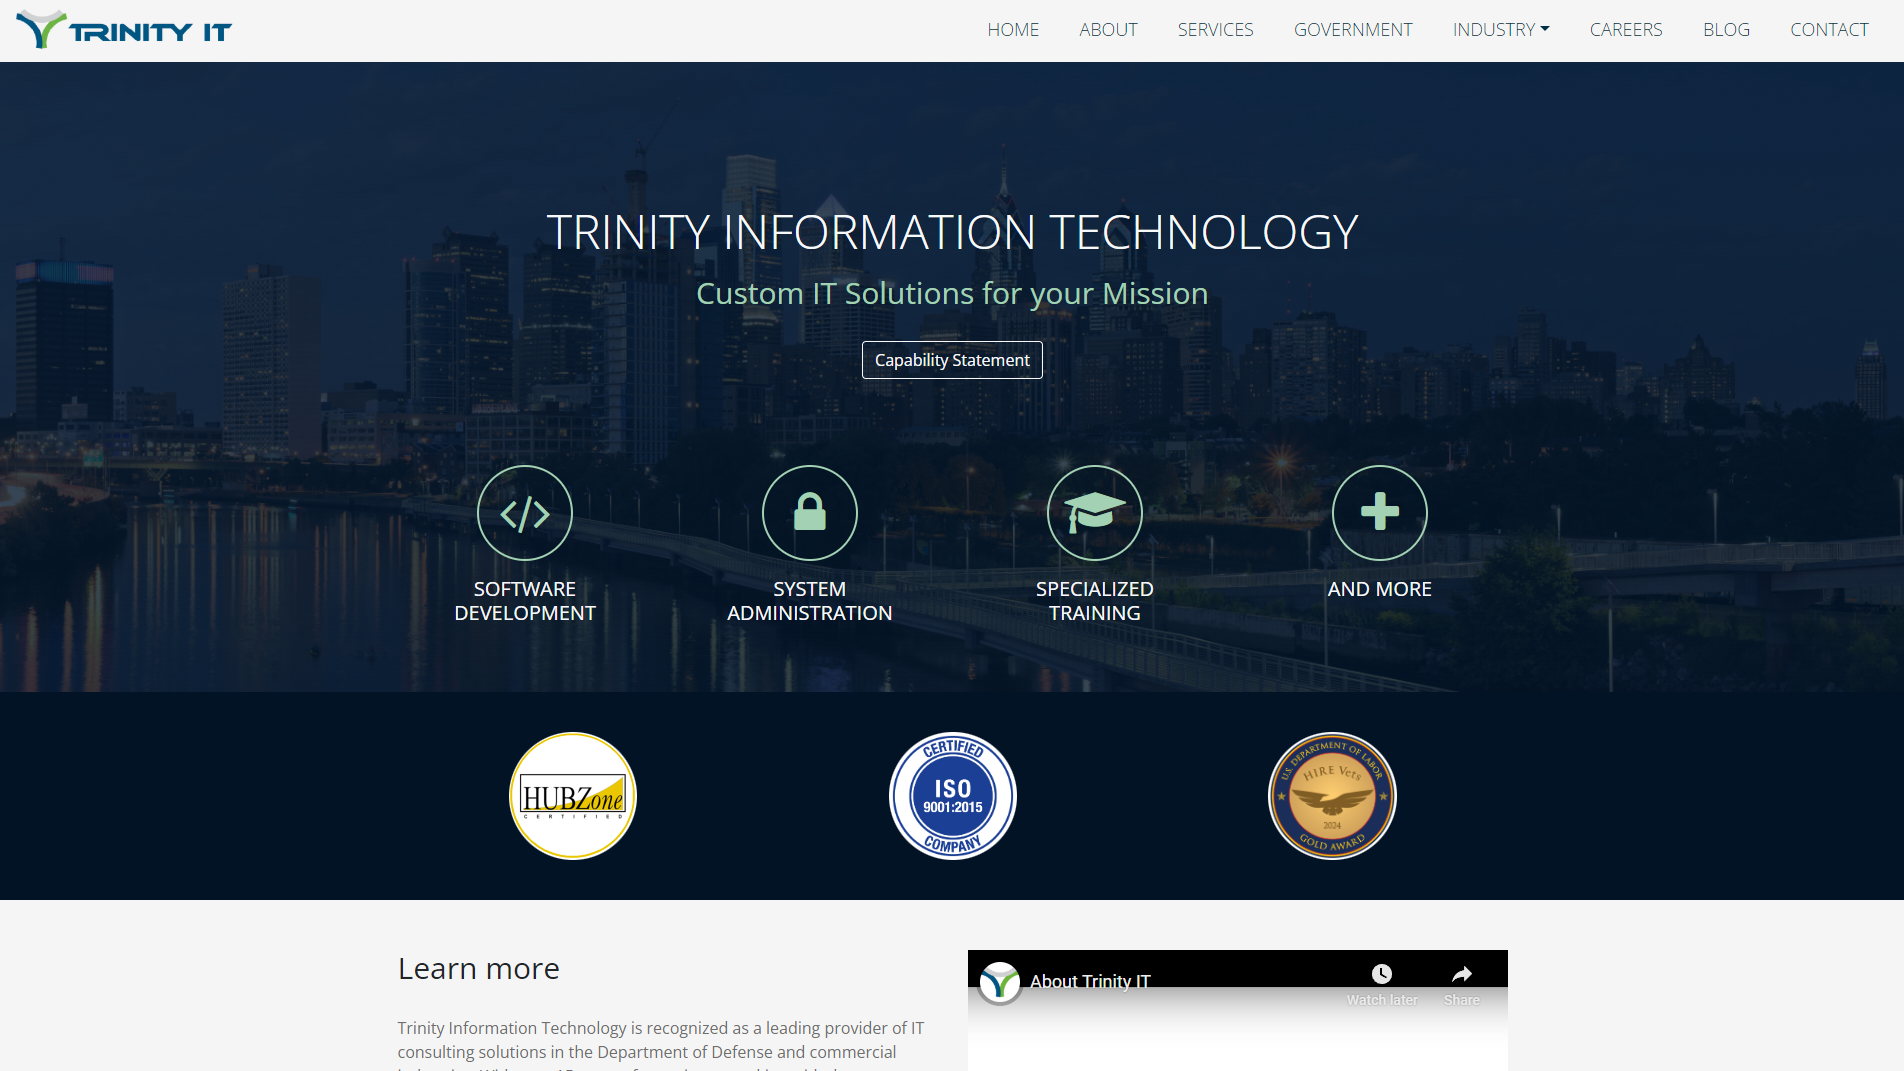 TRINITY IT
HOME ABOUT SERVICES GOVERNMENT INDUSTRY CAREERS BLOG CONTACT
TRINITY INFORMATION TECHNOLOGY
Custom IT Solutions for your Mission
Capability Statement
SOFTWARE
DEVELOPMENT
SYSTEM
ADMINISTRATION
SPECIALIZED
TRAINING
AND MORE
HUBZone
CERTIFIED
CERTIFIED
ISO
9001:2015
COMPANY
U.S. DEPARTMENT OF LABOR
HIRE Vets
2024
GOLD AWARD
Learn more
Trinity Information Technology is recognized as a leading provider of IT
consulting solutions in the Department of Defense and commercial
About Trinity IT
Watch later
Share